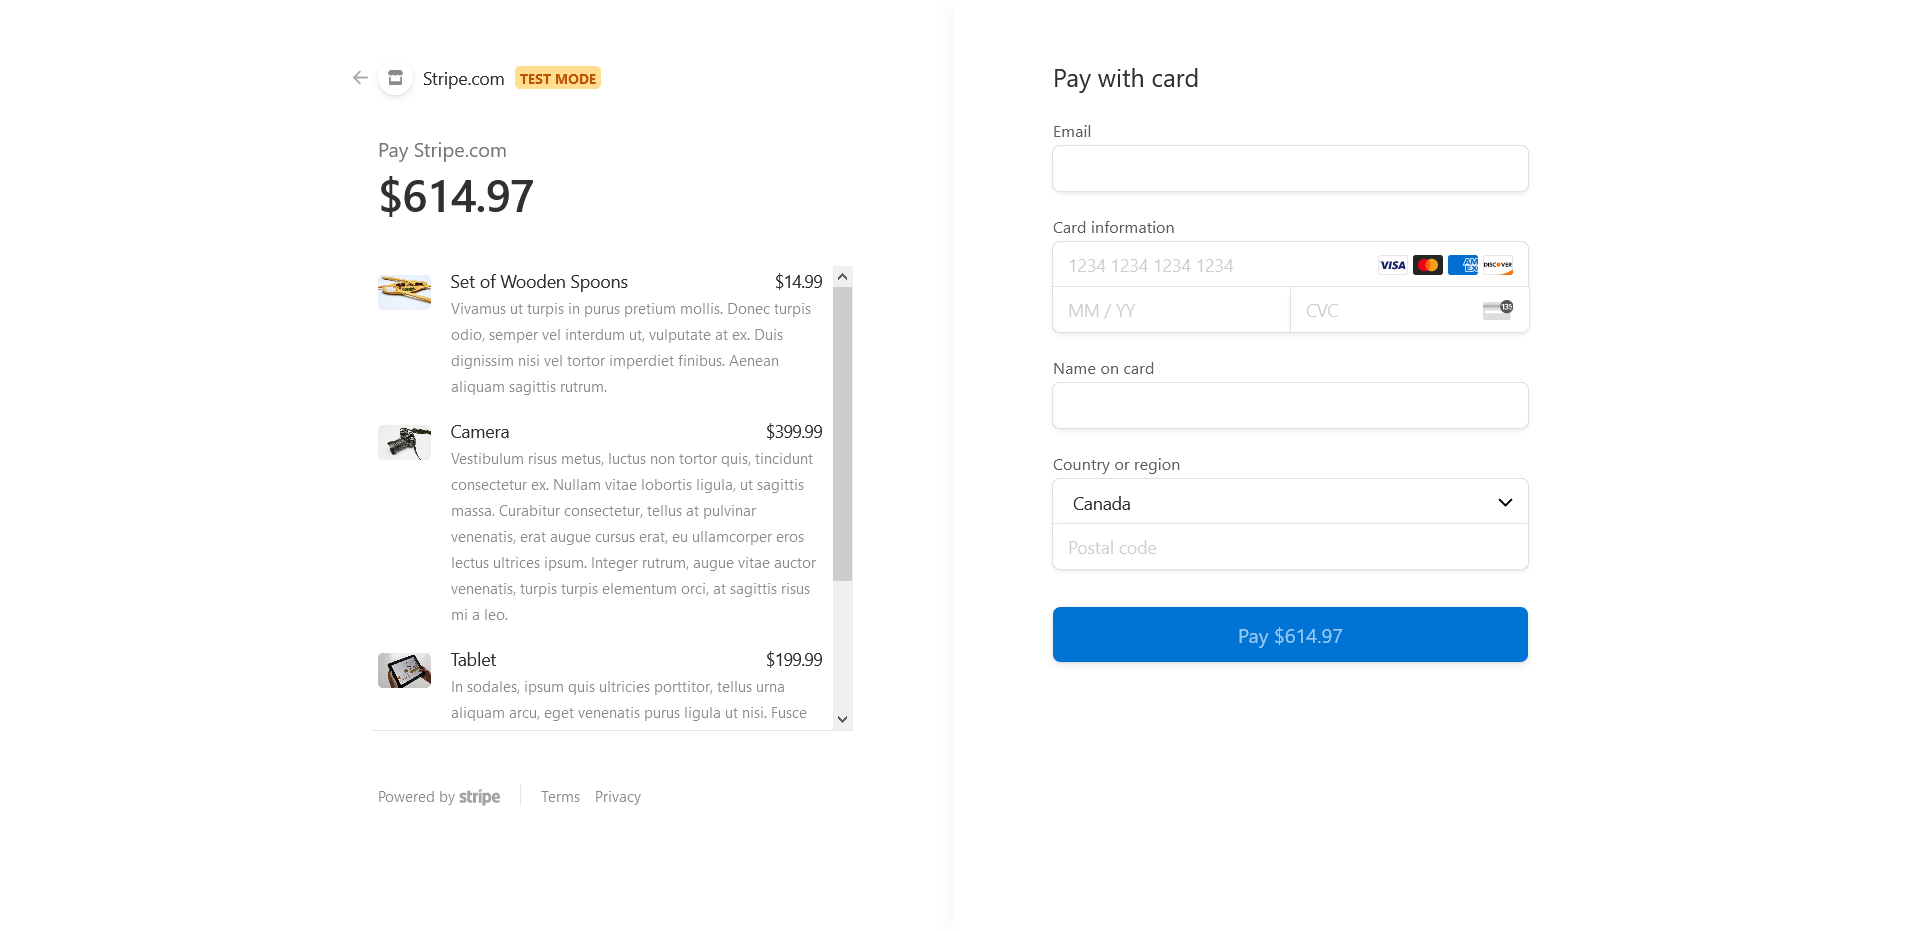 Stripe.com TEST MODE
Pay Stripe.com
$614.97
Set of Wooden Spoons $14.99
Vivamus ut turpis in purus pretium mollis. Donec turpis
odio, semper vel interdum ut, vulputate at ex. Duis
dignissim nisi vel tortor imperdiet finibus. Aenean
aliquam sagittis rutrum.
Camera $399.99
Vestibulum risus metus, luctus non tortor quis, tincidunt
consectetur ex. Nullam vitae lobortis ligula, ut sagittis
massa. Curabitur consectetur, tellus at pulvinar
venenatis, erat augue cursus erat, eu ullamcorper eros
lectus ultrices ipsum. Integer rutrum, augue vitae auctor
venenatis, turpis turpis elementum orci, at sagittis risus
mi a leo.
Tablet $199.99
In sodales, ipsum quis ultricies porttitor, tellus urna
aliquam arcu, eget venenatis purus ligula ut nisi. Fusce
Powered by stripe Terms Privacy
Pay with card
Email
Card information
1234 1234 1234 1234 VISA AMEX DISCOVER
MM / YY CVC 135
Name on card
Country or region
Canada
Postal code
Pay $614.97